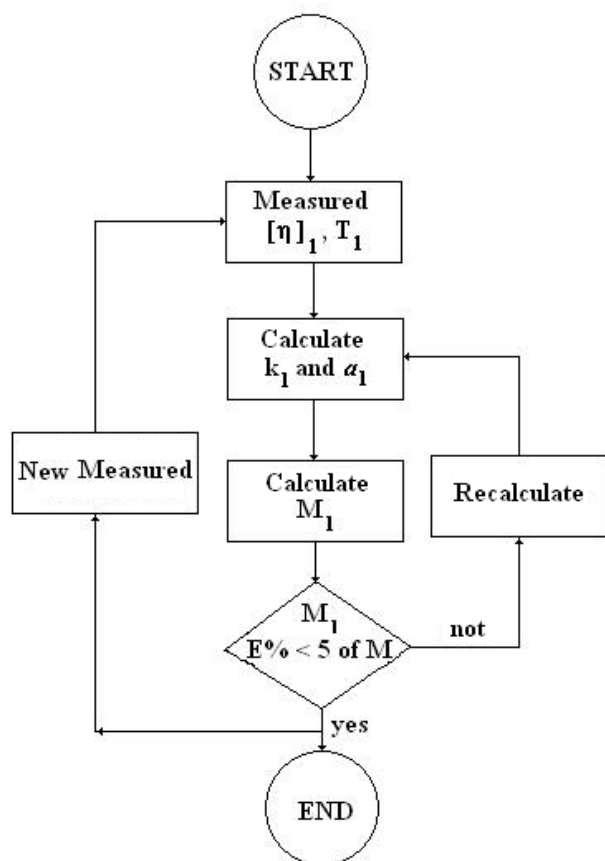 START
Measured
[η]₁, T₁
Calculate
k₁ and a₁
New Measured
Calculate
M₁
Recalculate
M₁
E% < 5 of M
not
yes
END